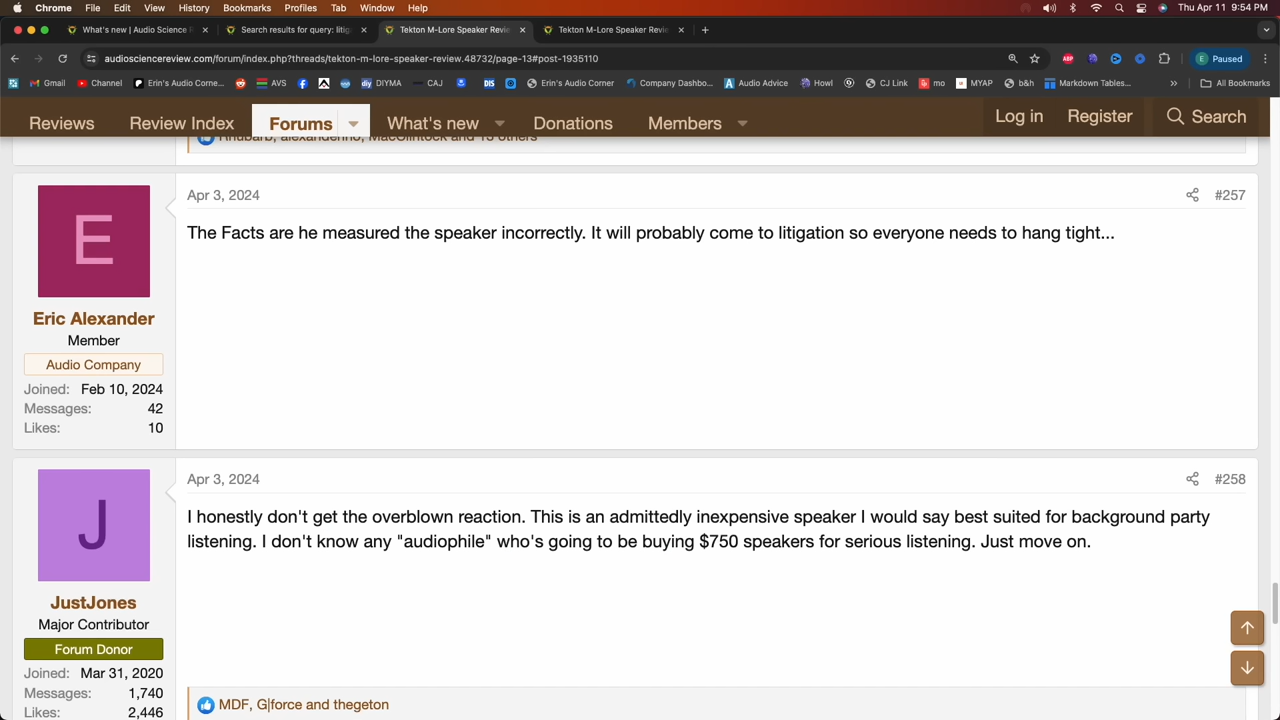 Chrome File Edit View History Bookmarks Profiles Tab Window Help Thu Apr 11 9:54 PM
What's new | Audio Science R Search results for query: litig Tekton M-Lore Speaker Revie Tekton M-Lore Speaker Revie
audiosciencereview.com/forum/index.php?threads/tekton-m-lore-speaker-review.48732/page-13#post-1935110 ABP E Paused
Gmail Channel Erin's Audio Corne... AVS DIYMA CAJ DIS Erin's Audio Corner Company Dashbo... Audio Advice Howl CJ Link mo MYAP b&h Markdown Tables... All Bookmarks
Reviews Review Index Forums What's new Donations Members Log in Register Search
Rhubarb, alexanderino, MacClintock and 13 others
Apr 3, 2024 #257
E
The Facts are he measured the speaker incorrectly. It will probably come to litigation so everyone needs to hang tight...
Eric Alexander
Member
Audio Company
Joined: Feb 10, 2024
Messages: 42
Likes: 10
Apr 3, 2024 #258
J
I honestly don't get the overblown reaction. This is an admittedly inexpensive speaker I would say best suited for background party
listening. I don't know any "audiophile" who's going to be buying $750 speakers for serious listening. Just move on.
JustJones
Major Contributor
Forum Donor
Joined: Mar 31, 2020
Messages: 1,740
Likes: 2,446
MDF, G|force and thegeton